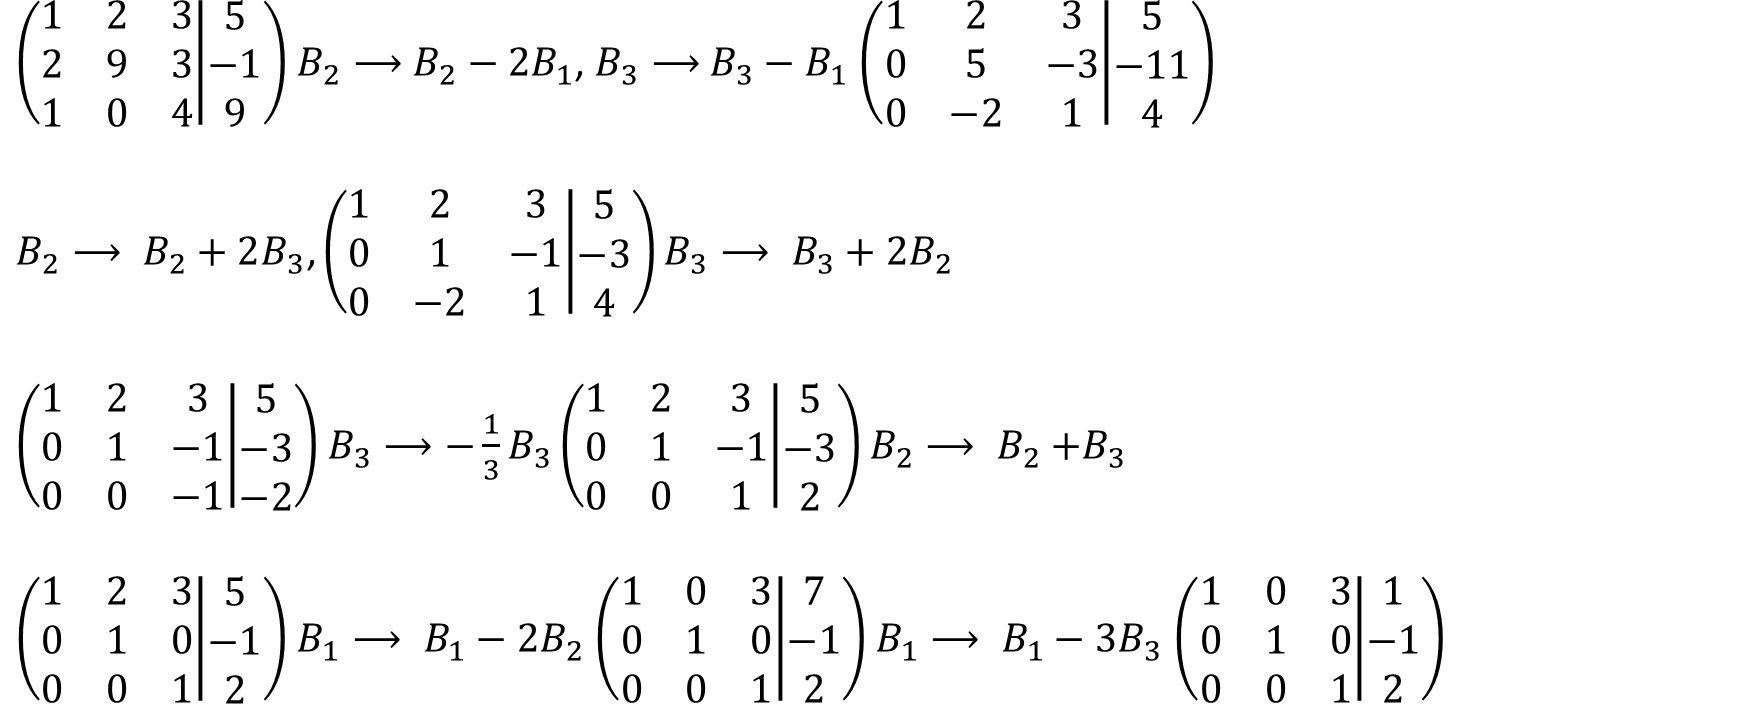 (1 2 3 | 5; 2 9 3 | −1; 1 0 4 | 9) B₂ ⟶ B₂ − 2B₁, B₃ ⟶ B₃ − B₁ (1 2 3 | 5; 0 5 −3 | −11; 0 −2 1 | 4)
B₂ ⟶ B₂ + 2B₃, (1 2 3 | 5; 0 1 −1 | −3; 0 −2 1 | 4) B₃ ⟶ B₃ + 2B₂
(1 2 3 | 5; 0 1 −1 | −3; 0 0 −1 | −2) B₃ ⟶ −1/3 B₃ (1 2 3 | 5; 0 1 −1 | −3; 0 0 1 | 2) B₂ ⟶ B₂ +B₃
(1 2 3 | 5; 0 1 0 | −1; 0 0 1 | 2) B₁ ⟶ B₁ − 2B₂ (1 0 3 | 7; 0 1 0 | −1; 0 0 1 | 2) B₁ ⟶ B₁ − 3B₃ (1 0 3 | 1; 0 1 0 | −1; 0 0 1 | 2)